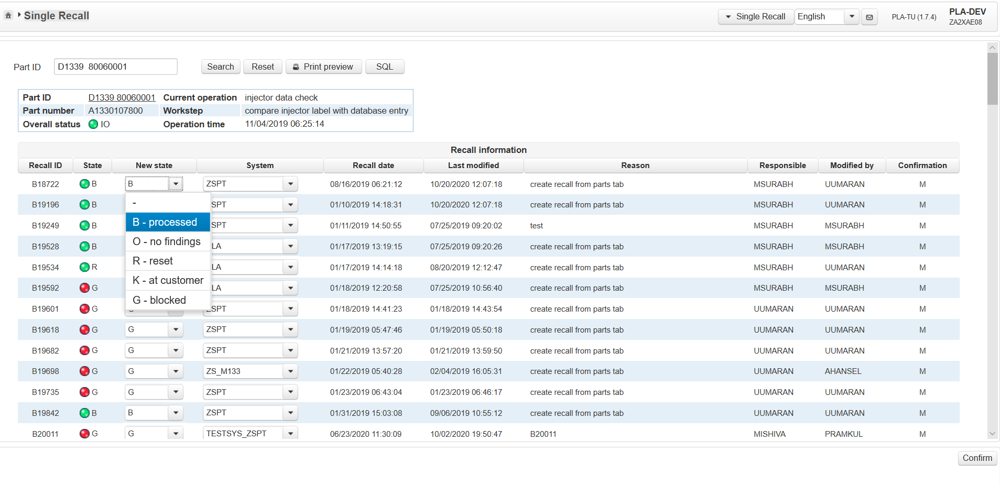 Single Recall
Single Recall English PLA-TU (1.7.4) PLA-DEV
ZA2XAE08
Part ID D1339  80060001 Search Reset Print preview SQL
Part ID D1339 80060001 Current operation injector data check
Part number A1330107800 Workstep compare injector label with database entry
Overall status IO Operation time 11/04/2019 06:25:14
Recall information
Recall ID State New state System Recall date Last modified Reason Responsible Modified by Confirmation
B18722 B B ZSPT 08/16/2019 06:21:12 10/20/2020 12:07:18 create recall from parts tab MSURABH UUMARAN M
-
B19196 B SPT 01/10/2019 14:18:31 10/20/2020 12:07:18 create recall from parts tab MSURABH UUMARAN M
B - processed
B19249 B SPT 01/11/2019 14:50:55 07/25/2019 09:20:02 test MSURABH MSURABH M
O - no findings
B19528 B LA 01/17/2019 13:19:15 07/25/2019 09:20:26 create recall from parts tab MSURABH MSURABH M
R - reset
B19534 R LA 01/17/2019 14:14:18 08/20/2019 12:12:47 create recall from parts tab MSURABH UUMARAN M
K - at customer
B19592 G LA 01/18/2019 12:20:58 07/25/2019 10:56:40 create recall from parts tab MSURABH MSURABH M
G - blocked
B19601 G ZSPT 01/18/2019 14:41:23 01/18/2019 14:43:54 create recall from parts tab UUMARAN UUMARAN M
B19618 G G ZSPT 01/19/2019 05:47:46 01/19/2019 05:50:18 create recall from parts tab UUMARAN UUMARAN M
B19682 G G ZSPT 01/21/2019 13:57:20 01/21/2019 13:59:50 create recall from parts tab UUMARAN UUMARAN M
B19698 G G ZS_M133 01/22/2019 05:40:28 02/04/2019 16:05:31 create recall from parts tab UUMARAN AHANSEL M
B19735 G G ZSPT 01/23/2019 06:43:04 01/23/2019 06:46:17 create recall from parts tab UUMARAN UUMARAN M
B19842 B B ZSPT 01/31/2019 15:03:08 09/06/2019 10:55:12 create recall from parts tab UUMARAN UUMARAN M
B20011 G G TESTSYS_ZSPT 06/23/2020 11:30:09 10/02/2020 19:50:47 B20011 MISHIVA PRAMKUL M
Confirm